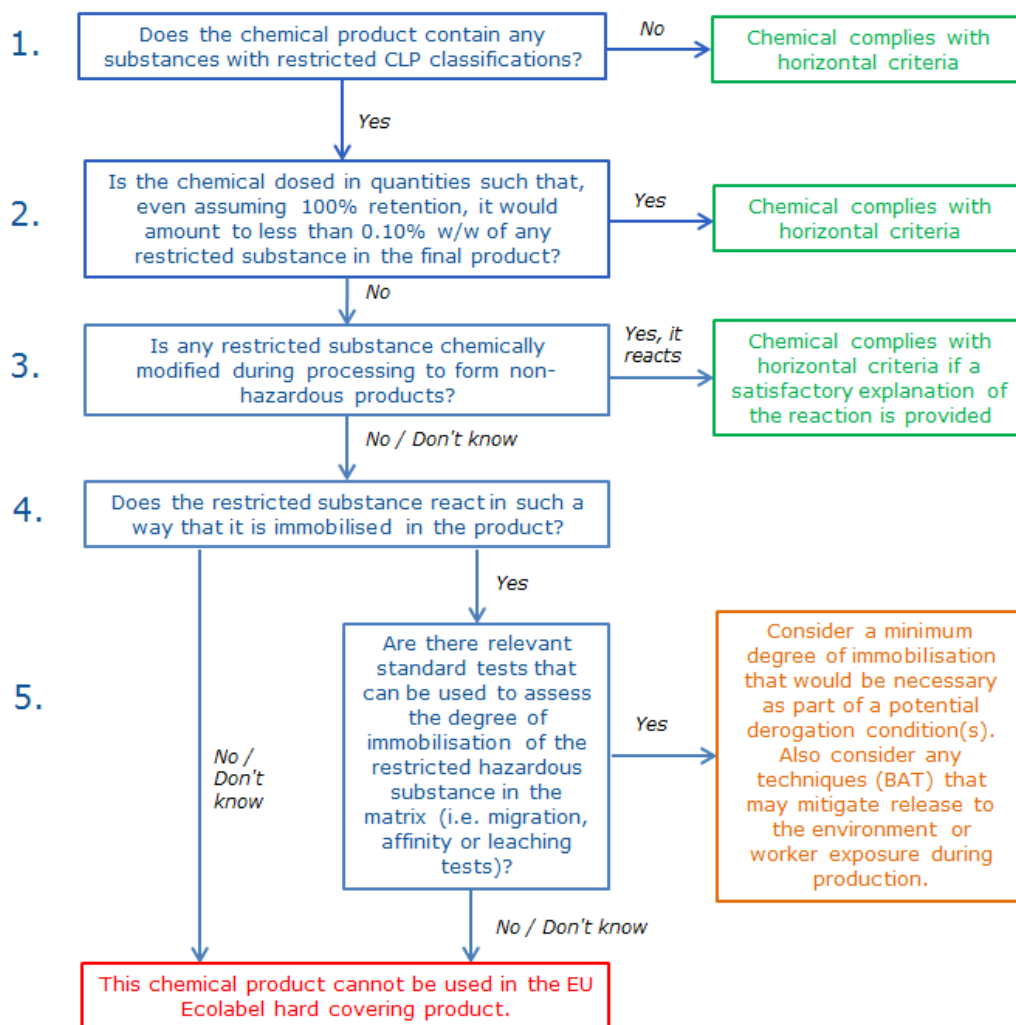 1.
Does the chemical product contain any
substances with restricted CLP classifications?
No
Chemical complies with
horizontal criteria
Yes
2.
Is the chemical dosed in quantities such that,
even assuming 100% retention, it would
amount to less than 0.10% w/w of any
restricted substance in the final product?
Yes
Chemical complies with
horizontal criteria
No
3.
Is any restricted substance chemically
modified during processing to form non-
hazardous products?
Yes, it
reacts
Chemical complies with
horizontal criteria if a
satisfactory explanation of
the reaction is provided
No / Don't know
4.
Does the restricted substance react in such a
way that it is immobilised in the product?
Yes
5.
Are there relevant
standard tests that
can be used to assess
the degree of
immobilisation of the
restricted hazardous
substance in the
matrix (i.e. migration,
affinity or leaching
tests)?
Yes
Consider a minimum
degree of immobilisation
that would be necessary
as part of a potential
derogation condition(s).
Also consider any
techniques (BAT) that
may mitigate release to
the environment or
worker exposure during
production.
No /
Don't
know
No / Don't know
This chemical product cannot be used in the EU
Ecolabel hard covering product.